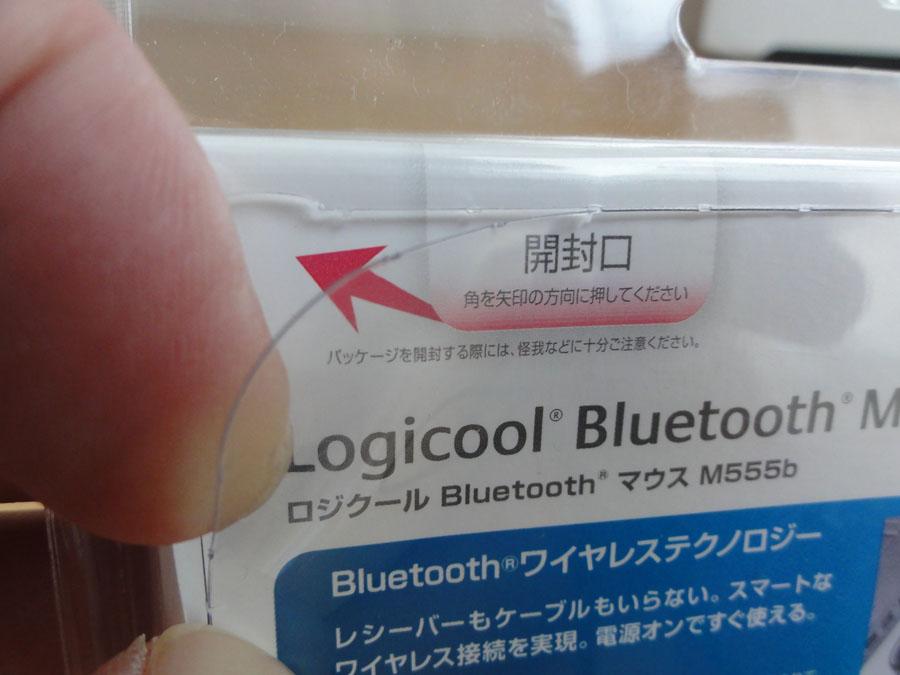 開封口
角を矢印の方向に押してください
パッケージを開封する際には、怪我などに十分ご注意ください。
Logicool® Bluetooth® M
ロジクール Bluetooth® マウス M555b
Bluetooth®ワイヤレステクノロジー
レシーバーもケーブルもいらない。スマートな
ワイヤレス接続を実現。電源オンですぐ使える。